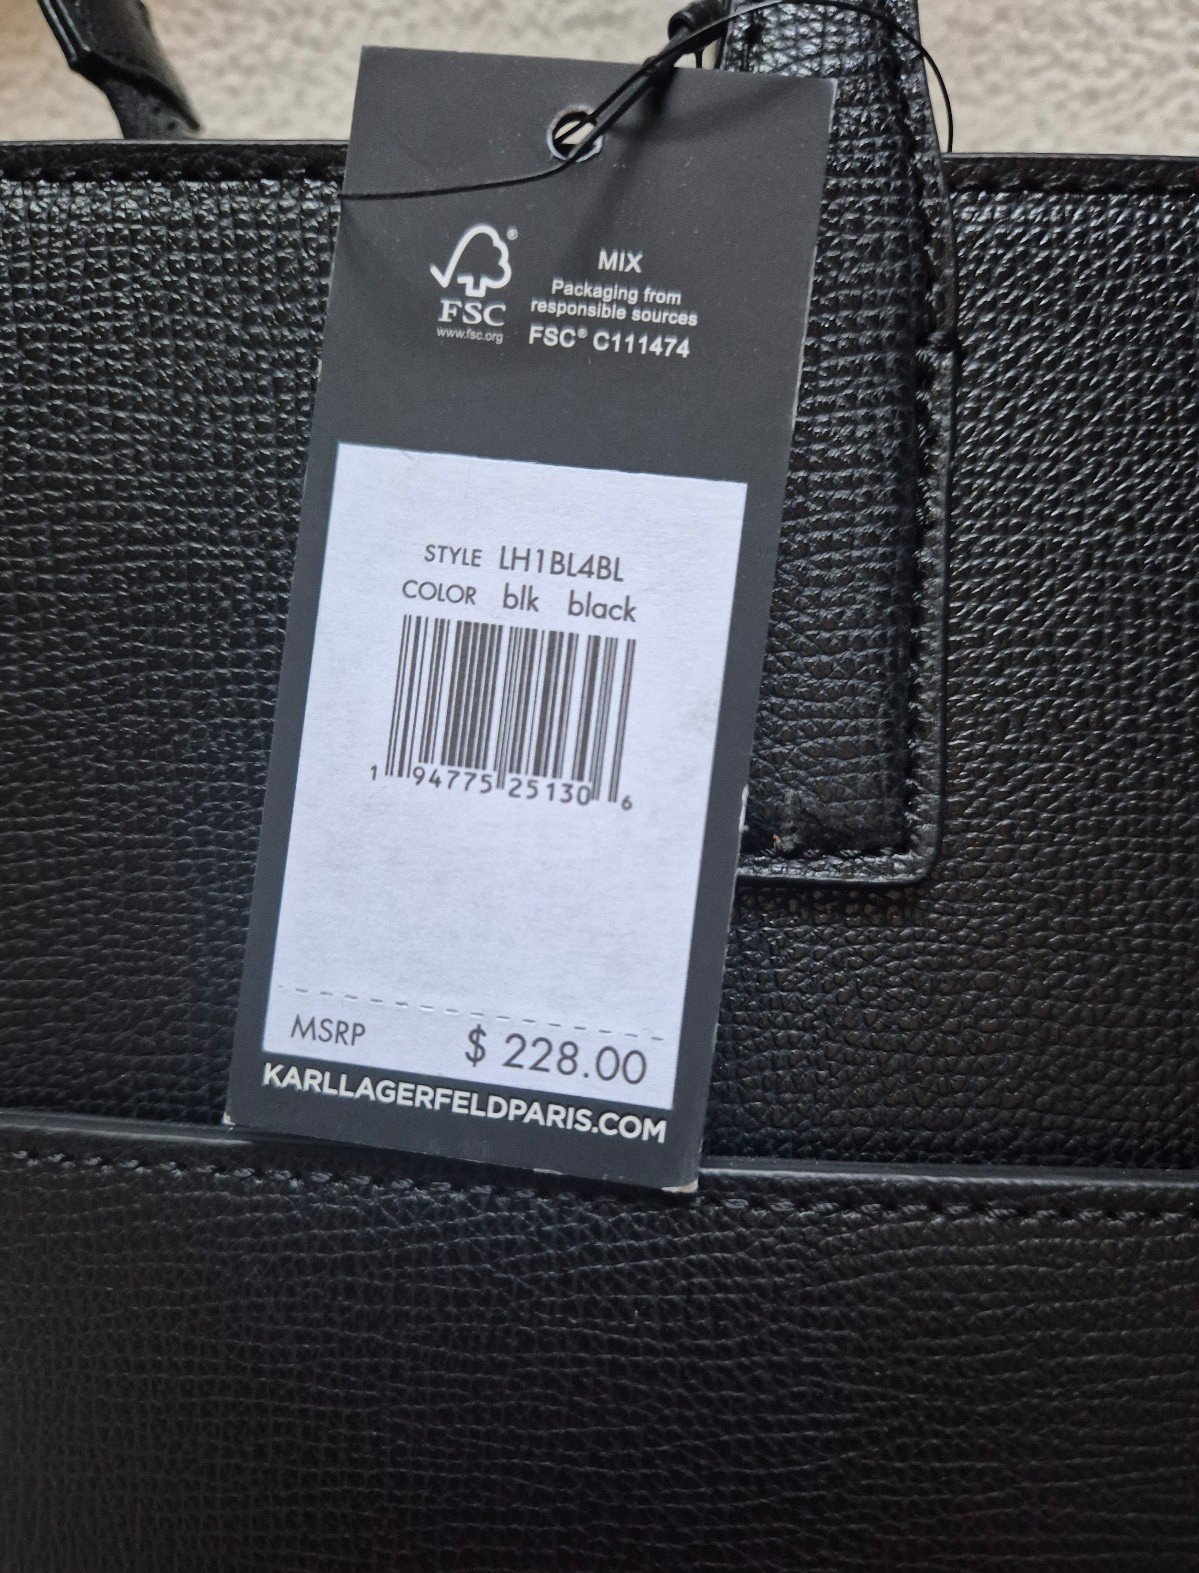 ®
FSC
www.fsc.org
MIX
Packaging from
responsible sources
FSC® C111474
STYLE LH1BL4BL
COLOR blk black
1 94775 25130 6
MSRP $ 228.00
KARLLAGERFELDPARIS.COM